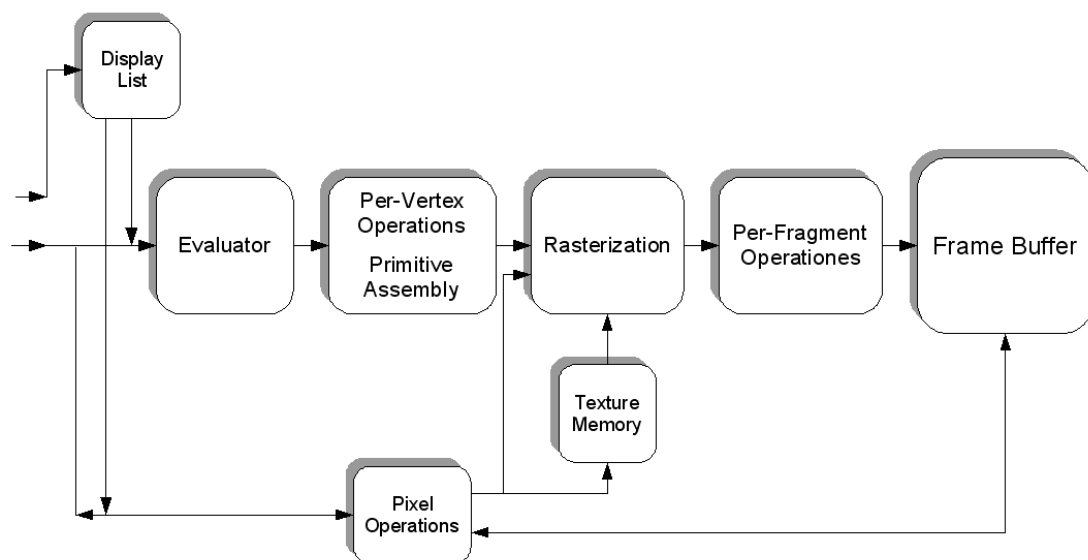 Display
List
Evaluator
Per-Vertex
Operations
Primitive
Assembly
Rasterization
Per-Fragment
Operationes
Frame Buffer
Texture
Memory
Pixel
Operations